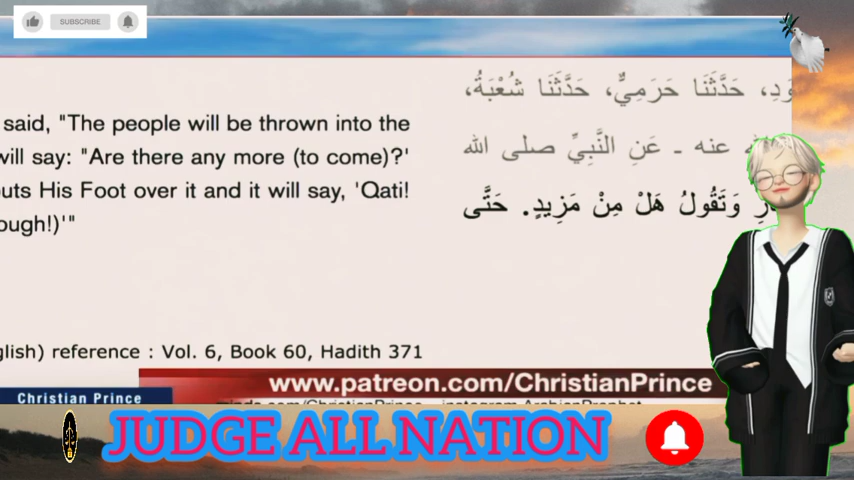 SUBSCRIBE
said, "The people will be thrown into the
will say: "Are there any more (to come)?'
uts His Foot over it and it will say, 'Qati!
ough!)'"
وَدِ، حَدَّثَنَا حَرَمِيٌّ، حَدَّثَنَا شُعْبَةُ،
عنه ـ عَنِ النَّبِيِّ صلى الله
وَتَقُولُ هَلْ مِنْ مَزِيدٍ. حَتَّى
glish) reference : Vol. 6, Book 60, Hadith 371
www.patreon.com/ChristianPrince
Christian Prince
JUDGE ALL NATION